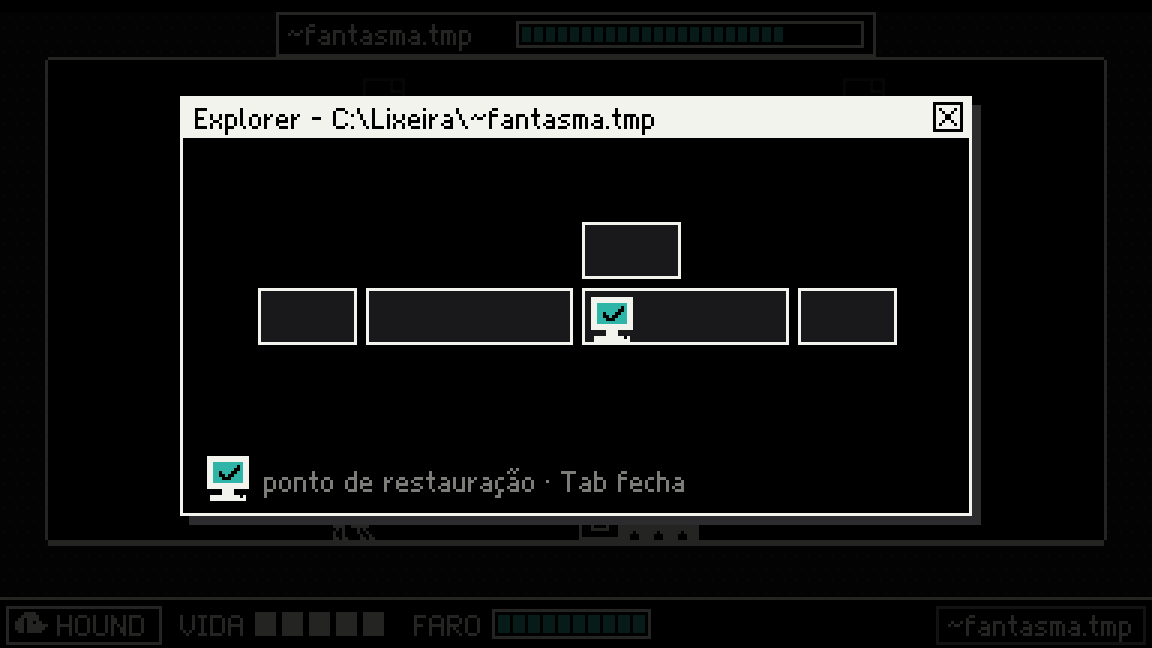 ~fantasma.tmp
Explorer - C:\Lixeira\~fantasma.tmp
ponto de restauração · Tab fecha
HOUND VIDA FARO ~fantasma.tmp